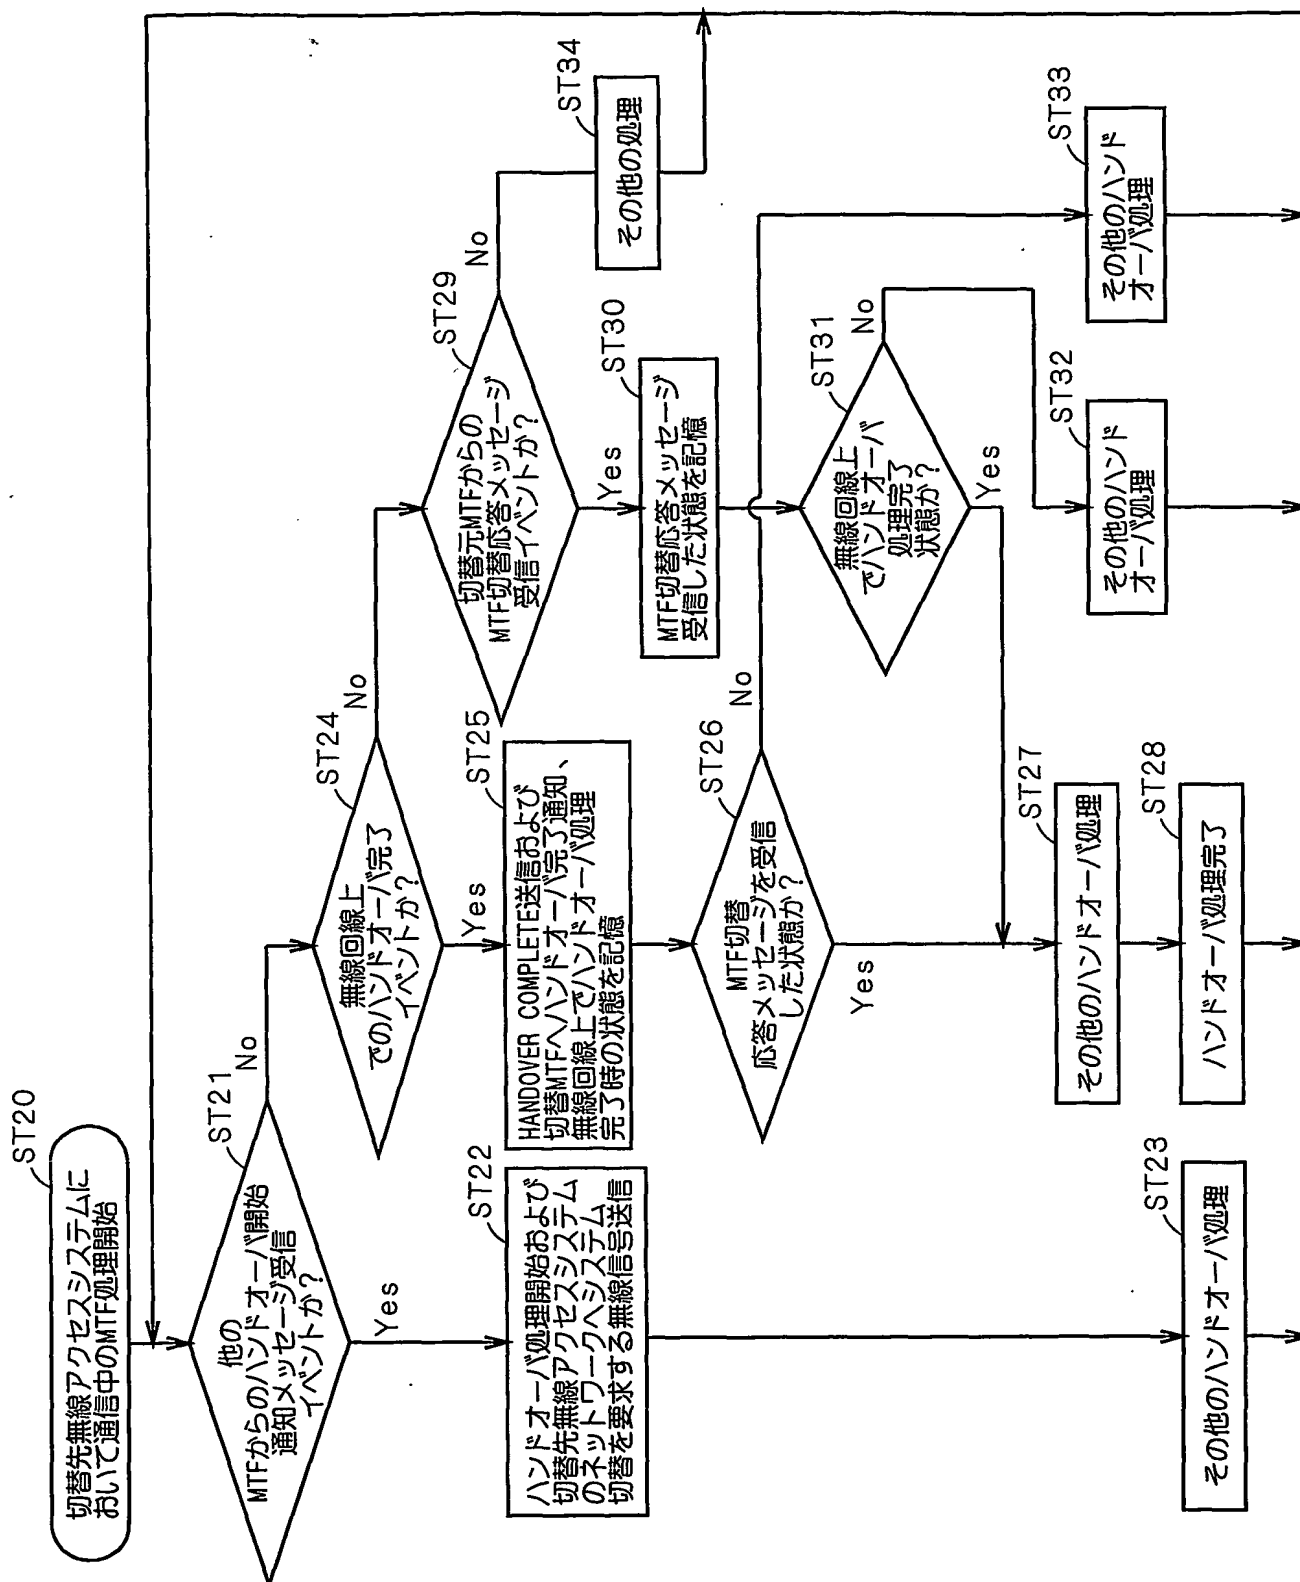 ST20
切替先無線アクセスシステムに
おいて通信中のMTF処理開始
ST21
他の
MTFからのハンドオーバ開始
通知メッセージ受信
イベントか？
No
Yes
ST22
ハンドオーバ処理開始および
切替先無線アクセスシステム
のネットワークへシステム
切替を要求する無線信号送信
ST23
その他のハンドオーバ処理
ST24
無線回線上
でのハンドオーバ完了
イベントか？
No
Yes
ST25
HANDOVER COMPLETE送信および
切替MTFへハンドオーバ完了通知、
無線回線上でハンドオーバ処理
完了時の状態を記憶
ST26
MTF切替
応答メッセージを受信
した状態か？
No
Yes
ST27
その他のハンドオーバ処理
ST28
ハンドオーバ処理完了
ST29
切替元MTFからの
MTF切替応答メッセージ
受信イベントか？
No
Yes
ST30
MTF切替応答メッセージ
受信した状態を記憶
ST31
無線回線上
でハンドオーバ
処理完了
状態か？
No
Yes
ST32
その他のハンド
オーバ処理
ST33
その他のハンド
オーバ処理
ST34
その他の処理